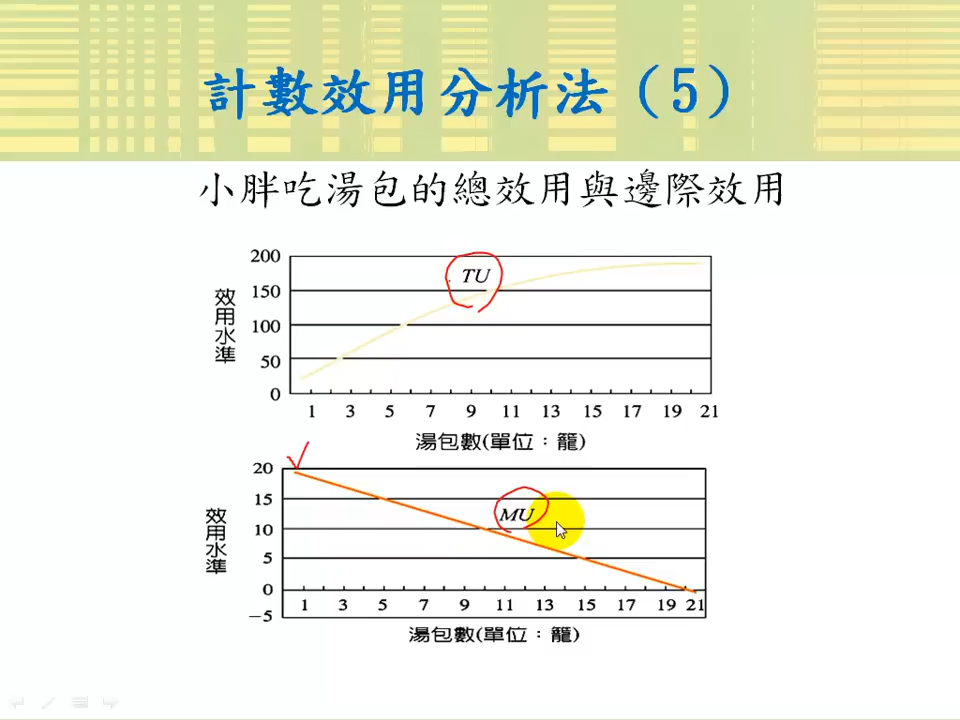 計數效用分析法（5）
小胖吃湯包的總效用與邊際效用
效用水準
200
150
100
50
0
TU
1 3 5 7 9 11 13 15 17 19 21
湯包數(單位：籠)
效用水準
20
15
10
5
0
−5
MU
1 3 5 7 9 11 13 15 17 19 21
湯包數(單位：籠)